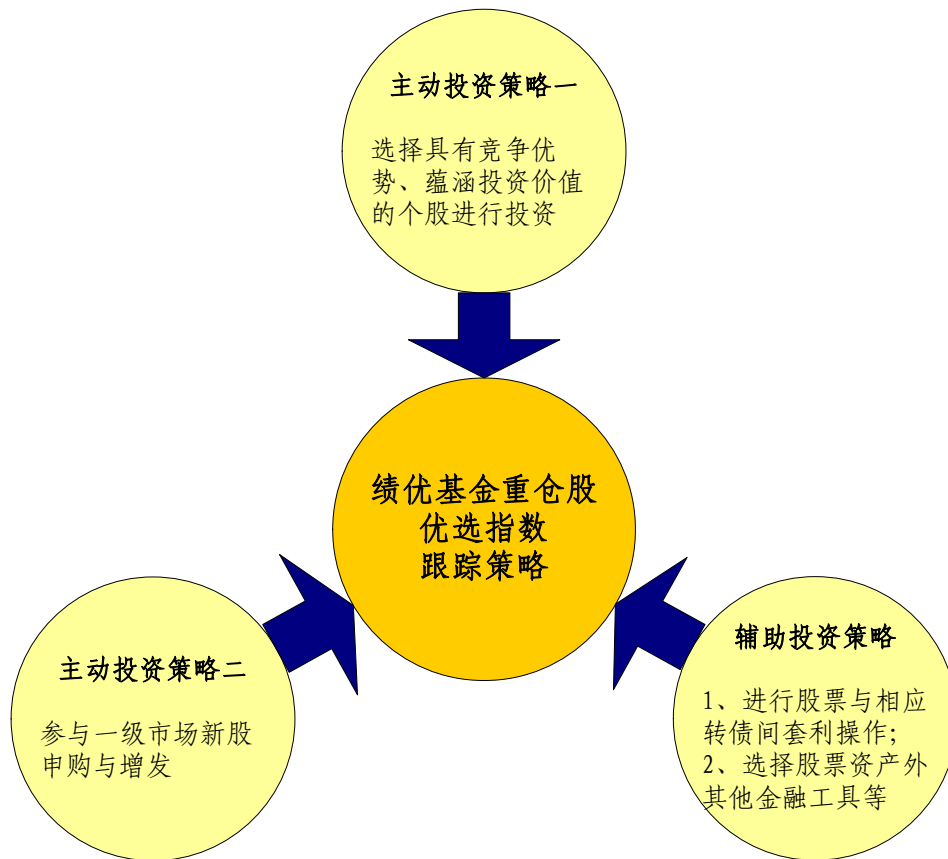 主动投资策略一
选择具有竞争优
势、蕴涵投资价值
的个股进行投资
绩优基金重仓股
优选指数
跟踪策略
主动投资策略二
参与一级市场新股
申购与增发
辅助投资策略
1、进行股票与相应
转债间套利操作;
2、选择股票资产外
其他金融工具等